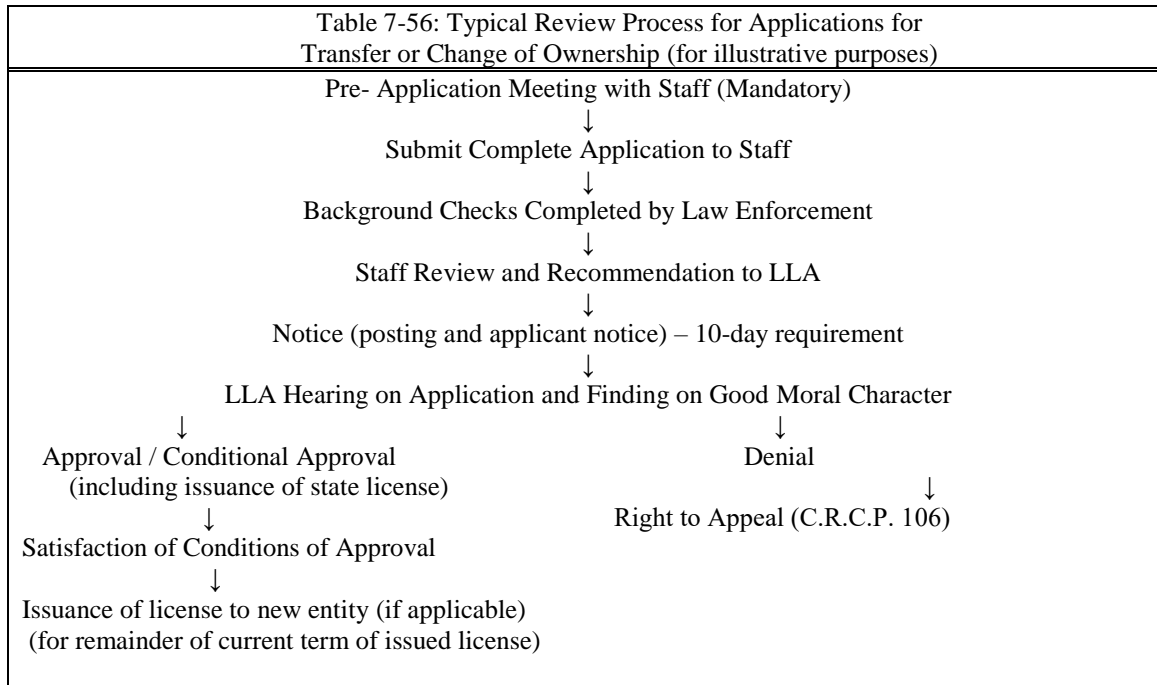 Table 7-56: Typical Review Process for Applications for
Transfer or Change of Ownership (for illustrative purposes)
Pre- Application Meeting with Staff (Mandatory)
↓
Submit Complete Application to Staff
↓
Background Checks Completed by Law Enforcement
↓
Staff Review and Recommendation to LLA
↓
Notice (posting and applicant notice) – 10-day requirement
↓
LLA Hearing on Application and Finding on Good Moral Character
↓ ↓
Approval / Conditional Approval Denial
(including issuance of state license) ↓
↓ Right to Appeal (C.R.C.P. 106)
Satisfaction of Conditions of Approval
↓
Issuance of license to new entity (if applicable)
(for remainder of current term of issued license)